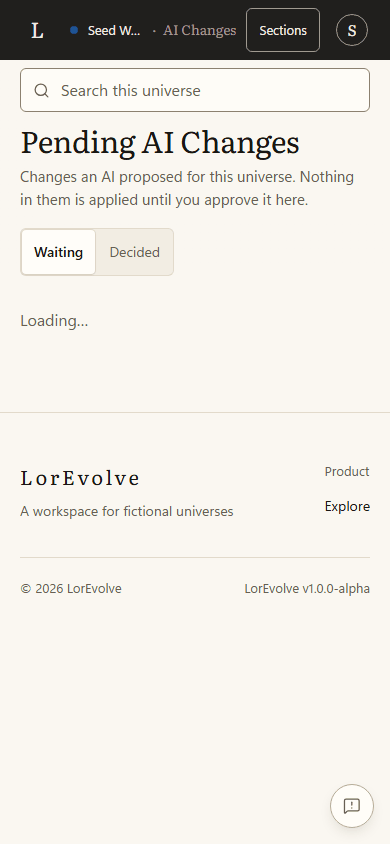 L
Seed W... · AI Changes
Sections
S
Search this universe
Pending AI Changes
Changes an AI proposed for this universe. Nothing
in them is applied until you approve it here.
Waiting
Decided
Loading...
LorEvolve
A workspace for fictional universes
Product
Explore
© 2026 LorEvolve
LorEvolve v1.0.0-alpha